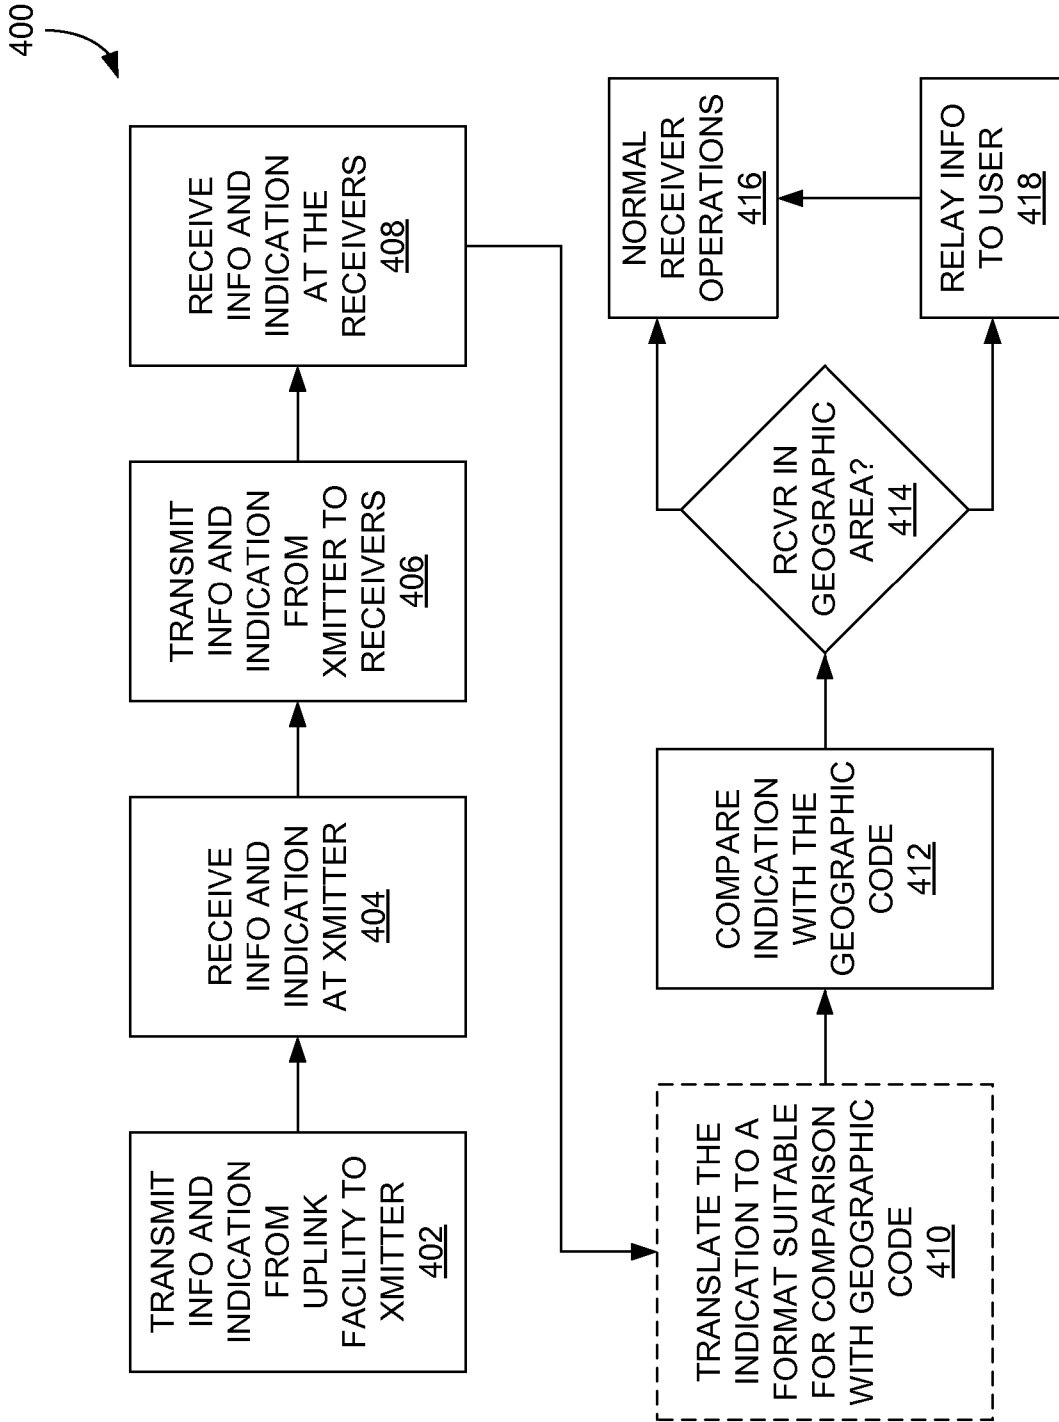 400
TRANSMIT
INFO AND
INDICATION
FROM
UPLINK
FACILITY TO
XMITTER
402
RECEIVE
INFO AND
INDICATION
AT XMITTER
404
TRANSMIT
INFO AND
INDICATION
FROM
XMITTER TO
RECEIVERS
406
RECEIVE
INFO AND
INDICATION
AT THE
RECEIVERS
408
TRANSLATE THE
INDICATION TO A
FORMAT SUITABLE
FOR COMPARISON
WITH GEOGRAPHIC
CODE
410
COMPARE
INDICATION
WITH THE
GEOGRAPHIC
CODE
412
RCVR IN
GEOGRAPHIC
AREA?
414
NORMAL
RECEIVER
OPERATIONS
416
RELAY INFO
TO USER
418